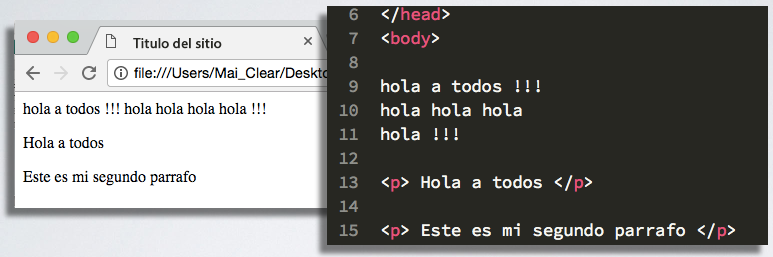 Titulo del sitio
file:///Users/Mai_Clear/Deskto
hola a todos !!! hola hola hola hola !!!
Hola a todos
Este es mi segundo parrafo
6 </head>
7 <body>
8
9 hola a todos !!!
10 hola hola hola
11 hola !!!
12
13 <p> Hola a todos </p>
14
15 <p> Este es mi segundo parrafo </p>